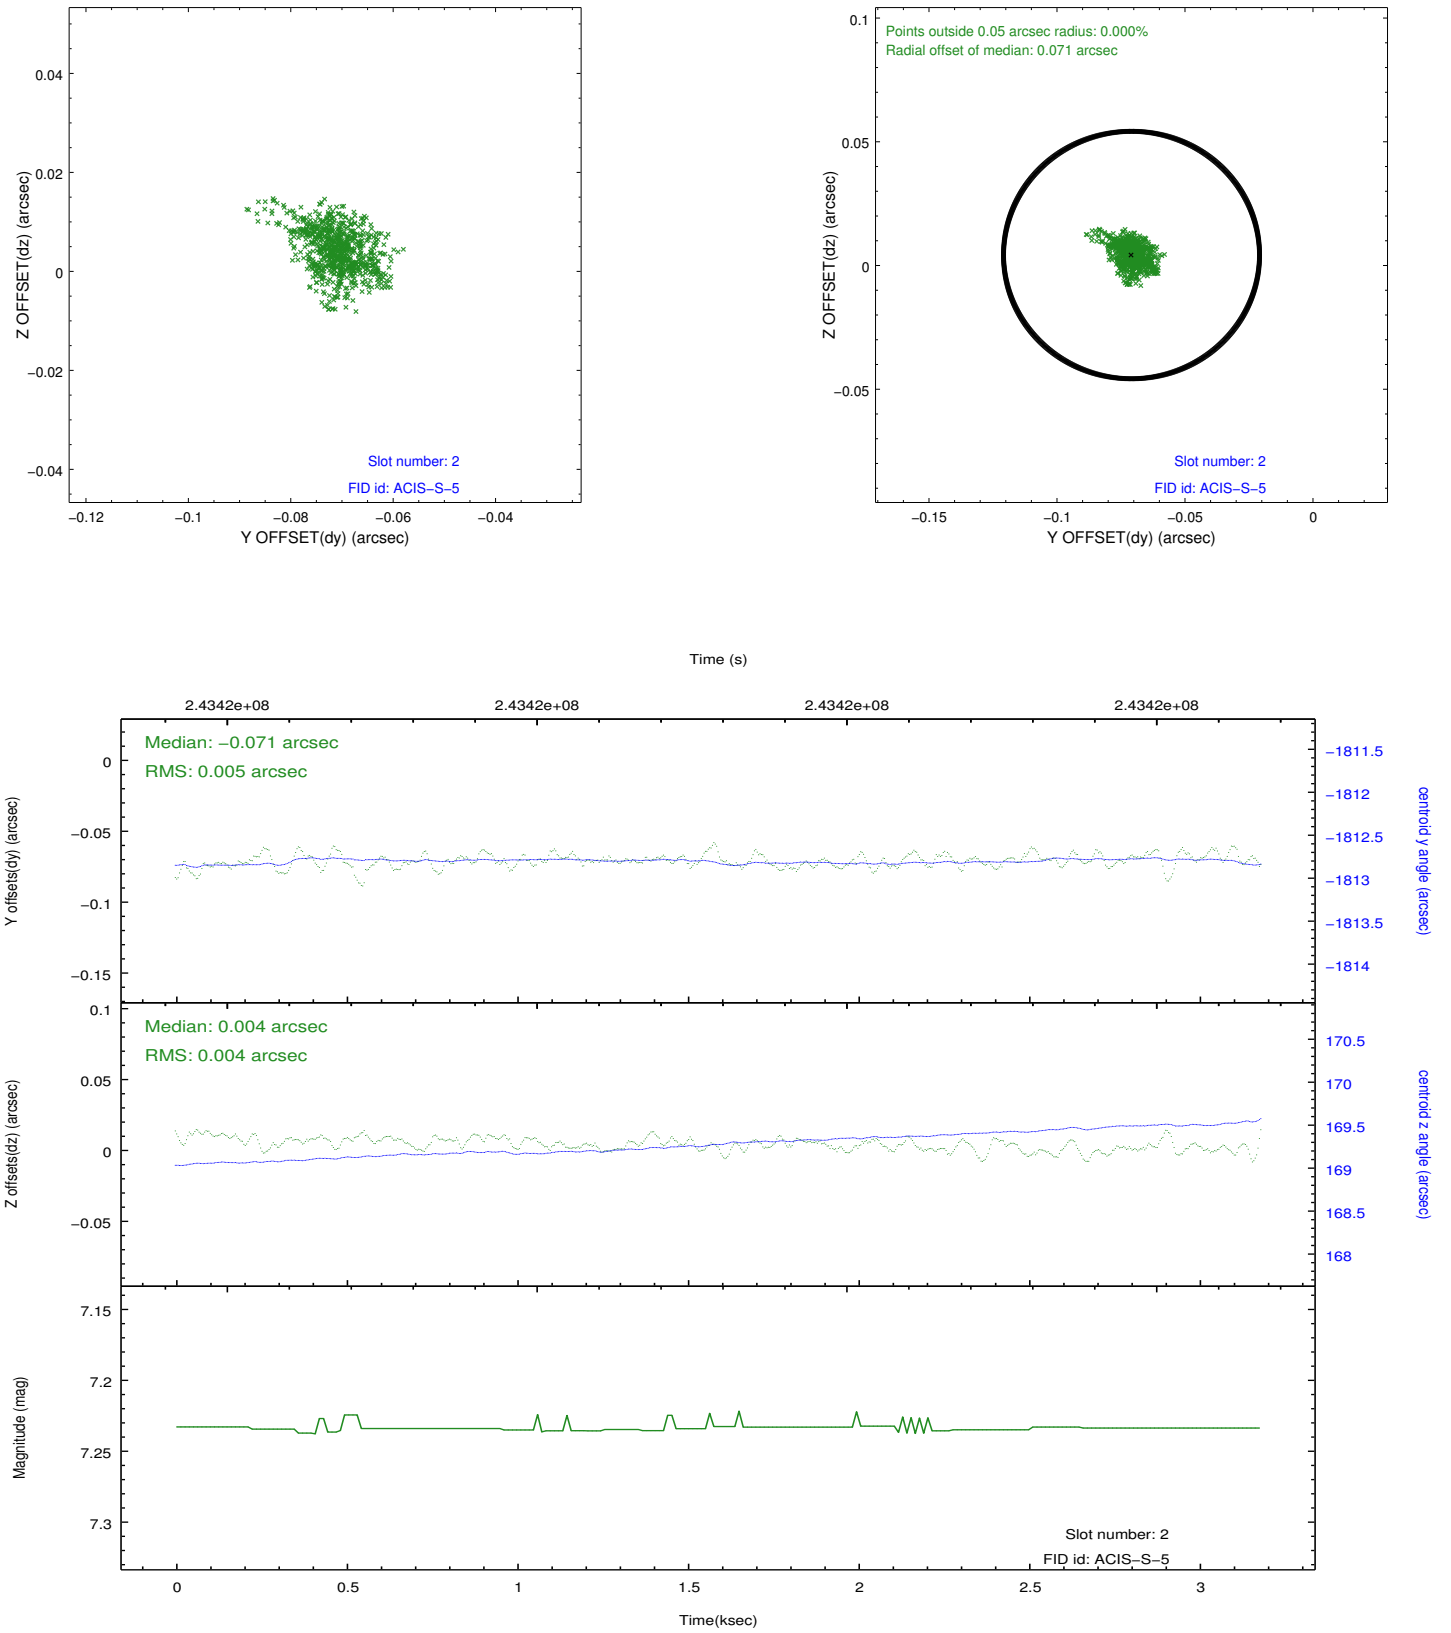 0.04
0.02
0
−0.02
−0.04
Z OFFSET(dz) (arcsec)
Slot number: 2
FID id: ACIS−S−5
−0.12
−0.1
−0.08
−0.06
−0.04
Y OFFSET(dy) (arcsec)
0.1
0.05
0
−0.05
Z OFFSET(dz) (arcsec)
Points outside 0.05 arcsec radius: 0.000%
Radial offset of median: 0.071 arcsec
Slot number: 2
FID id: ACIS−S−5
−0.15
−0.1
−0.05
0
Y OFFSET(dy) (arcsec)
Time (s)
2.4342e+08
2.4342e+08
2.4342e+08
2.4342e+08
Median: −0.071 arcsec
RMS: 0.005 arcsec
0
−0.05
−0.1
−0.15
Y offsets(dy) (arcsec)
−1811.5
−1812
−1812.5
−1813
−1813.5
−1814
centroid y angle (arcsec)
Median: 0.004 arcsec
RMS: 0.004 arcsec
0.1
0.05
0
−0.05
Z offsets(dz) (arcsec)
170.5
170
169.5
169
168.5
168
centroid z angle (arcsec)
7.15
7.2
7.25
7.3
Magnitude (mag)
Slot number: 2
FID id: ACIS−S−5
0
0.5
1
1.5
2
2.5
3
Time(ksec)